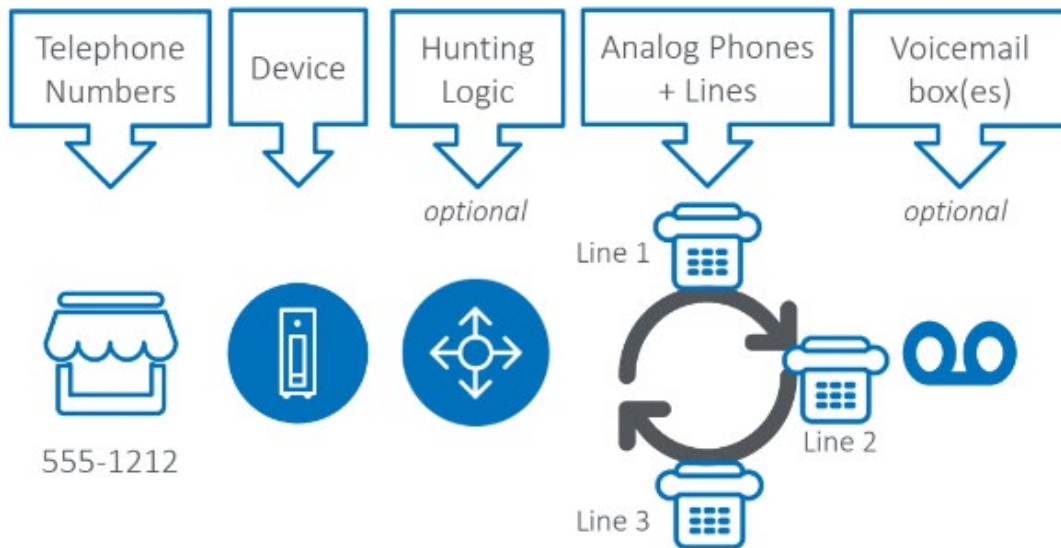 Telephone
Numbers
Device
Hunting
Logic
Analog Phones
+ Lines
Voicemail
box(es)
optional
optional
Line 1
Line 2
555-1212
Line 3